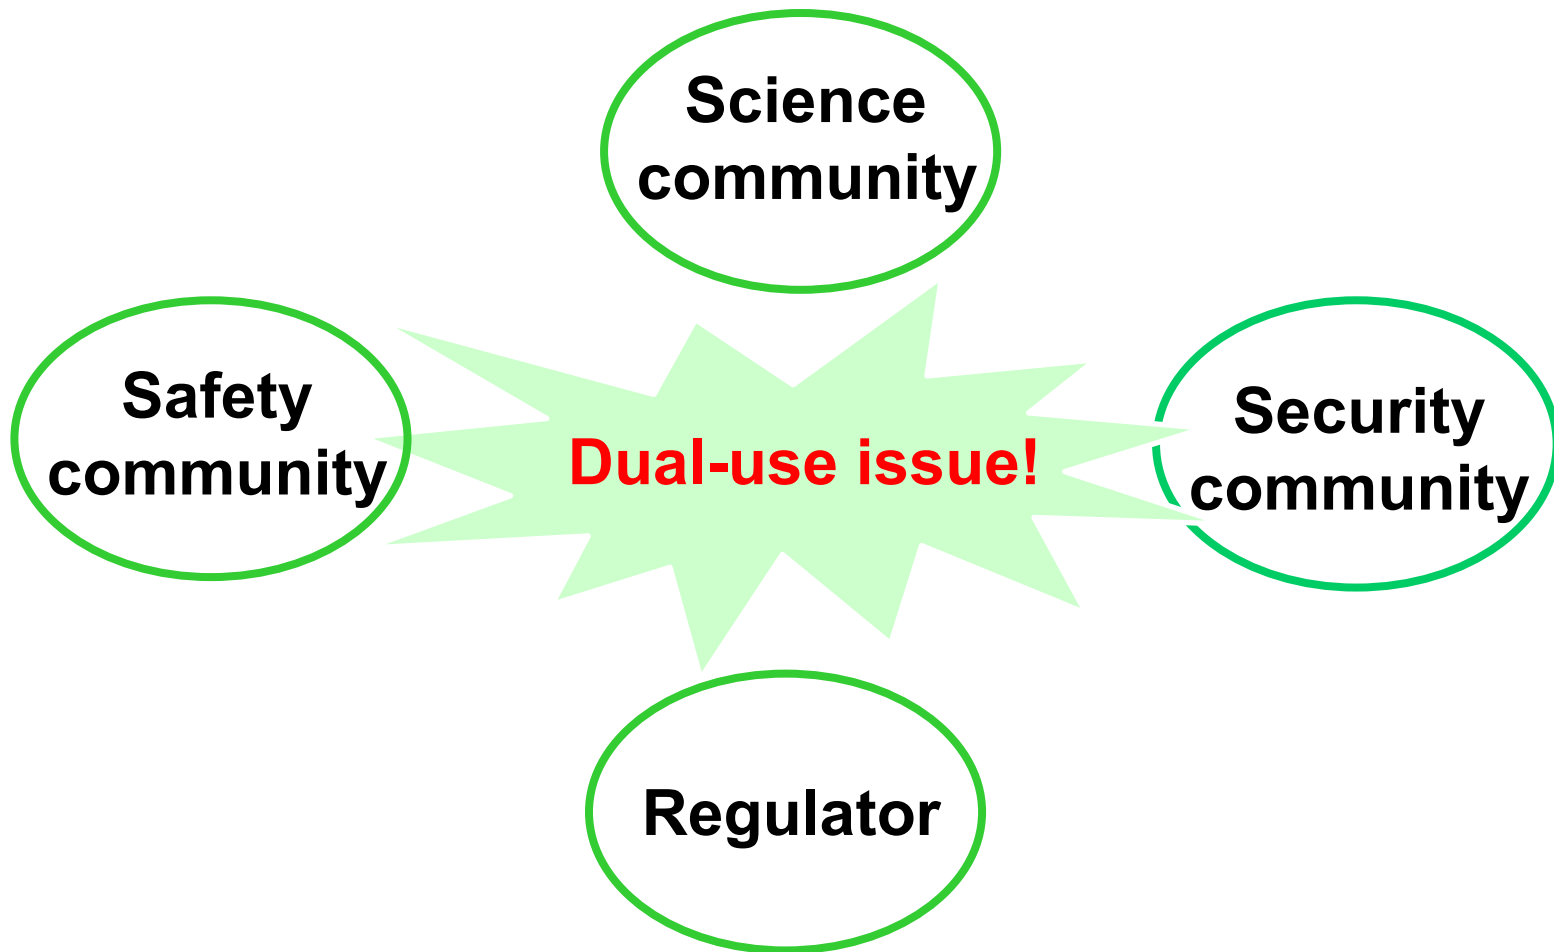 Science
community
Safety
community
Dual-use issue!
Security
community
Regulator